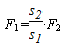 F₁ = s₂/s₁ · F₂